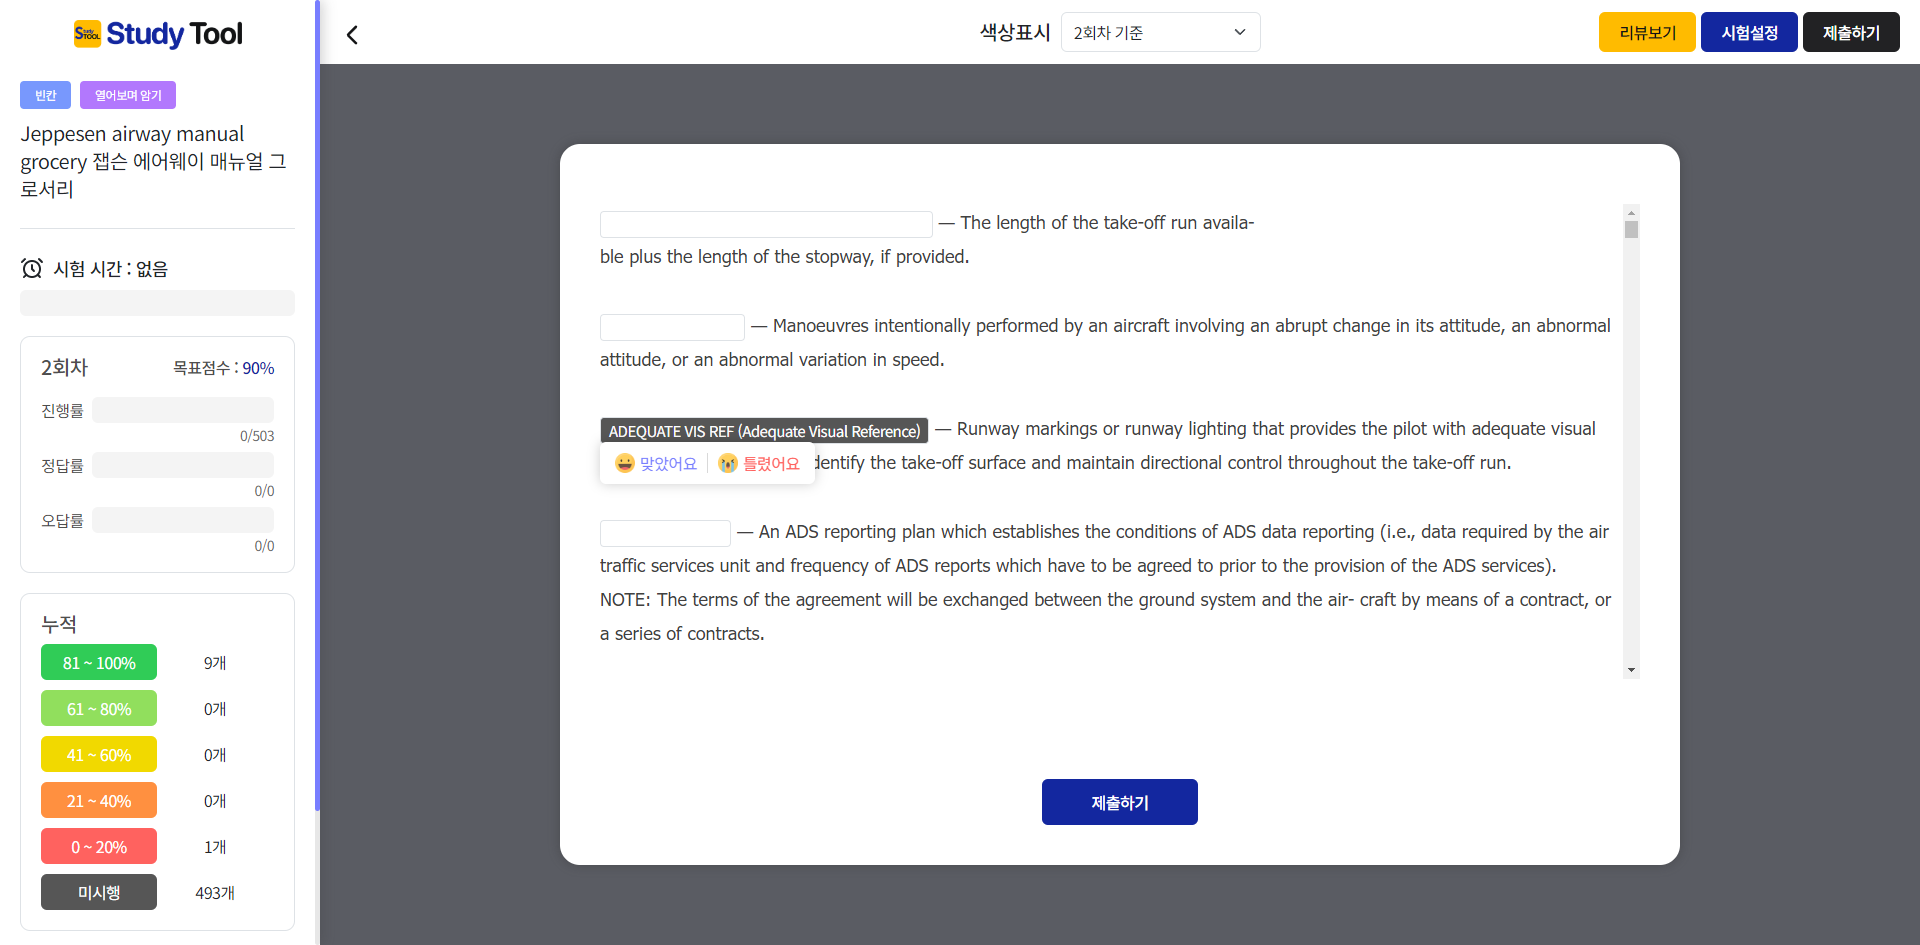 Study Tool
빈칸 열어보며 암기
Jeppesen airway manual
grocery 잽슨 에어웨이 매뉴얼 그
로서리
시험 시간 : 없음
2회차 목표점수 : 90%
진행률
0/503
정답률
0/0
오답률
0/0
누적
81 ~ 100% 9개
61 ~ 80% 0개
41 ~ 60% 0개
21 ~ 40% 0개
0 ~ 20% 1개
미시행 493개
색상표시 2회차 기준 리뷰보기 시험설정 제출하기
— The length of the take-off run availa-
ble plus the length of the stopway, if provided.
— Manoeuvres intentionally performed by an aircraft involving an abrupt change in its attitude, an abnormal
attitude, or an abnormal variation in speed.
ADEQUATE VIS REF (Adequate Visual Reference) — Runway markings or runway lighting that provides the pilot with adequate visual
맞았어요 틀렸어요 dentify the take-off surface and maintain directional control throughout the take-off run.
— An ADS reporting plan which establishes the conditions of ADS data reporting (i.e., data required by the air
traffic services unit and frequency of ADS reports which have to be agreed to prior to the provision of the ADS services).
NOTE: The terms of the agreement will be exchanged between the ground system and the air- craft by means of a contract, or
a series of contracts.
제출하기